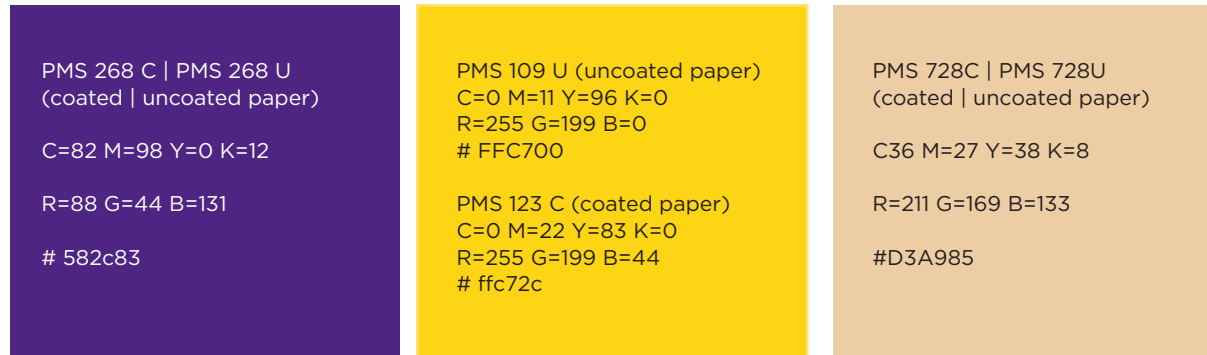 PMS 268 C | PMS 268 U
(coated | uncoated paper)
C=82 M=98 Y=0 K=12
R=88 G=44 B=131
# 582c83
PMS 109 U (uncoated paper)
C=0 M=11 Y=96 K=0
R=255 G=199 B=0
# FFC700
PMS 123 C (coated paper)
C=0 M=22 Y=83 K=0
R=255 G=199 B=44
# ffc72c
PMS 728C | PMS 728U
(coated | uncoated paper)
C36 M=27 Y=38 K=8
R=211 G=169 B=133
#D3A985